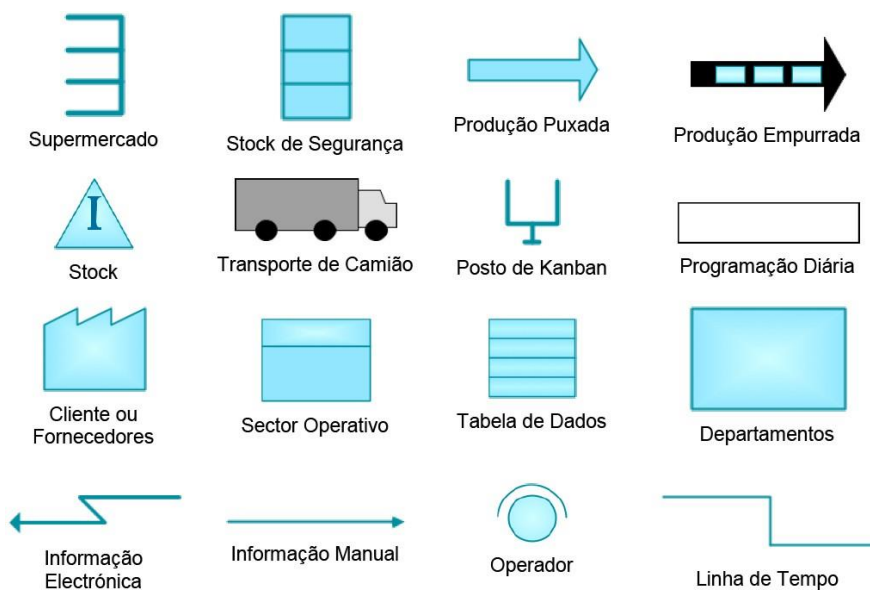 Supermercado
Stock de Segurança
Produção Puxada
Produção Empurrada
I
Stock
Transporte de Camião
Posto de Kanban
Programação Diária
Cliente ou
Fornecedores
Sector Operativo
Tabela de Dados
Departamentos
Informação
Electrónica
Informação Manual
Operador
Linha de Tempo